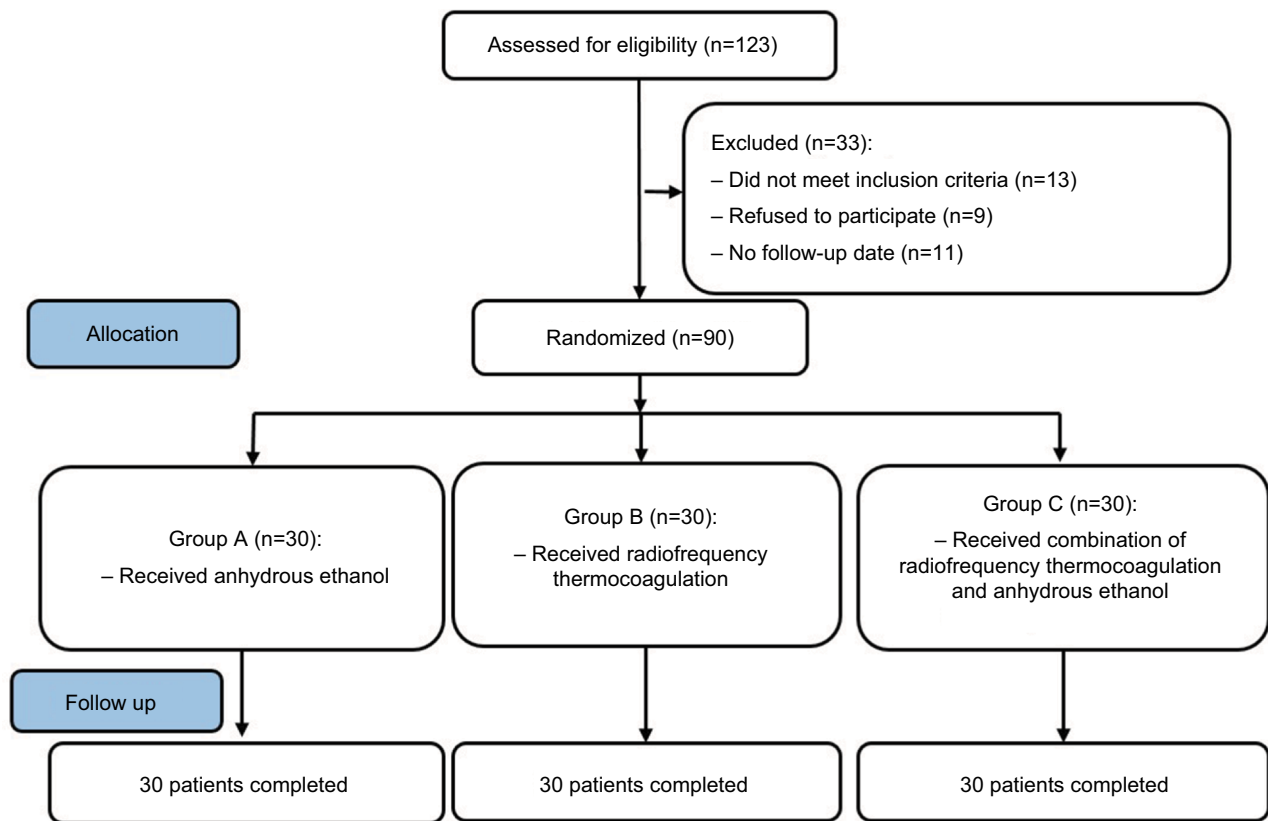 Assessed for eligibility (n=123)
Excluded (n=33):
– Did not meet inclusion criteria (n=13)
– Refused to participate (n=9)
– No follow-up date (n=11)
Allocation
Randomized (n=90)
Group A (n=30):
– Received anhydrous ethanol
Group B (n=30):
– Received radiofrequency
thermocoagulation
Group C (n=30):
– Received combination of
radiofrequency thermocoagulation
and anhydrous ethanol
Follow up
30 patients completed
30 patients completed
30 patients completed